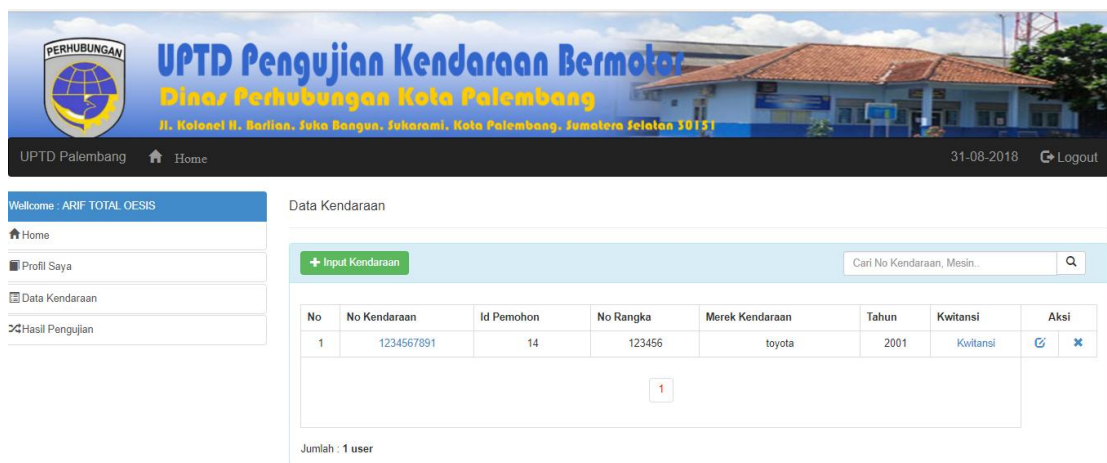 PERHUBUNGAN
UPTD Pengujian Kendaraan Bermotor
Dinas Perhubungan Kota Palembang
Jl. Kolonel H. Barlian, Suka Bangun, Sukarami, Kota Palembang, Sumatera Selatan 30151
UPTD Palembang Home 31-08-2018 Logout
Wellcome : ARIF TOTAL OESIS
Home
Profil Saya
Data Kendaraan
Hasil Pengujian
Data Kendaraan
Input Kendaraan Cari No Kendaraan, Mesin..
No No Kendaraan Id Pemohon No Rangka Merek Kendaraan Tahun Kwitansi Aksi
1 1234567891 14 123456 toyota 2001 Kwitansi
1
Jumlah : 1 user